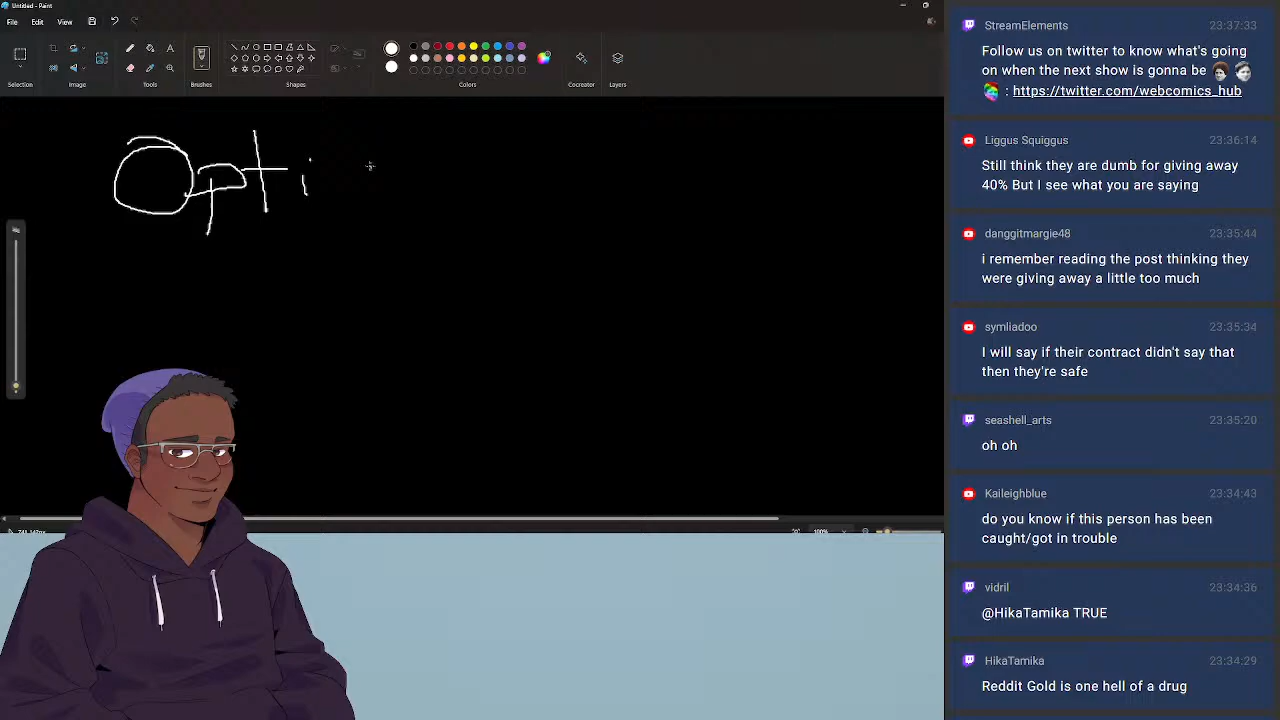 Untitled - Paint
File Edit View
Selection Image Tools Brushes Shapes Colors Cocreator Layers
Opti
100%
StreamElements 23:37:33
Follow us on twitter to know what's going
on when the next show is gonna be
: https://twitter.com/webcomics_hub
Liggus Squiggus 23:36:14
Still think they are dumb for giving away
40% But I see what you are saying
danggitmargie48 23:35:44
i remember reading the post thinking they
were giving away a little too much
symliadoo 23:35:34
I will say if their contract didn't say that
then they're safe
seashell_arts 23:35:20
oh oh
Kaileighblue 23:34:43
do you know if this person has been
caught/got in trouble
vidril 23:34:36
@HikaTamika TRUE
HikaTamika 23:34:29
Reddit Gold is one hell of a drug